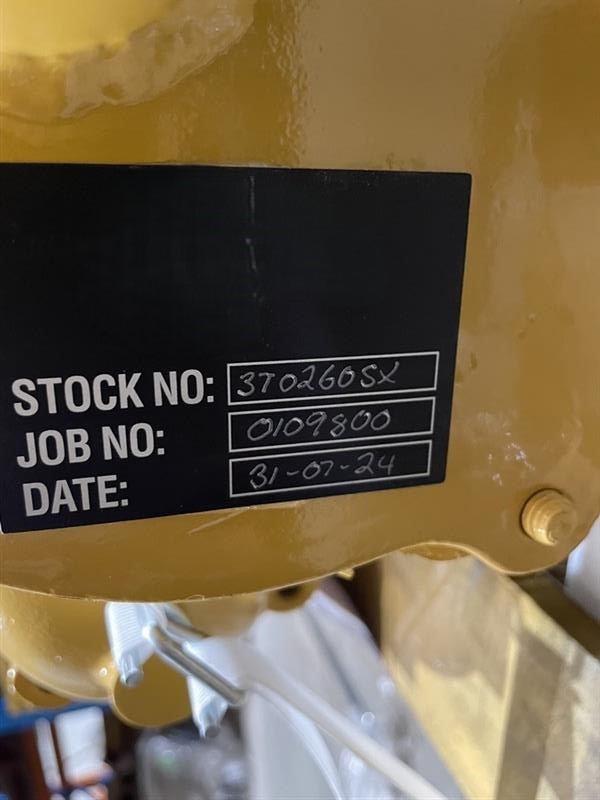 STOCK NO: 3T0260SX
JOB NO: 0109800
DATE: 31-07-24